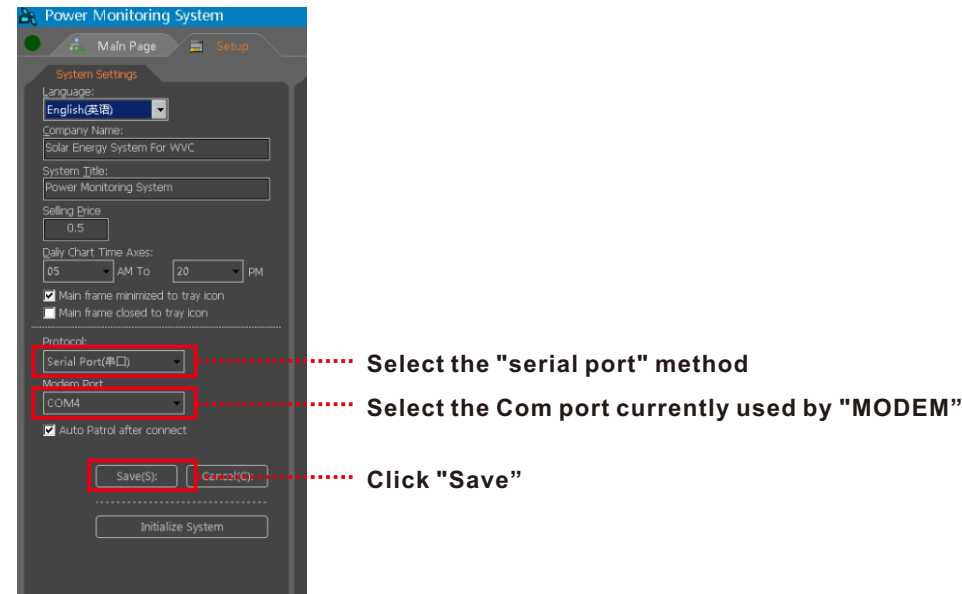 Power Monitoring System
Main Page
Setup
System Settings
Language:
English(英语)
Company Name:
Solar Energy System For WVC
System Title:
Power Monitoring System
Selling Price
0.5
Daliy Chart Time Axes:
05 AM To 20 PM
Main frame minimized to tray icon
Main frame closed to tray icon
Protocol:
Serial Port(串口)
Select the "serial port" method
Modem Port
COM4
Select the Com port currently used by "MODEM”
Auto Patrol after connect
Save(S): Cancel(C):
Click "Save”
Initialize System